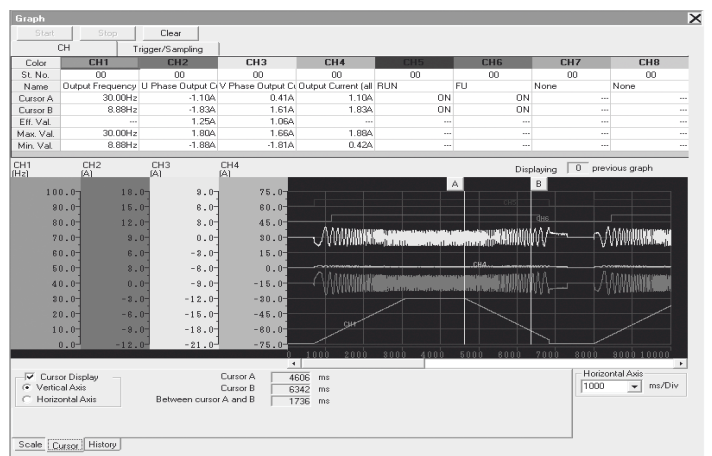 Graph
Start Stop Clear
CH Trigger/Sampling
Color CH1 CH2 CH3 CH4 CH5 CH6 CH7 CH8
St. No. 00 00 00 00 00 00 00 00
Name Output Frequency U Phase Output C V Phase Output C Output Current (all RUN FU None None
Cursor A 30.00Hz -1.10A 0.41A 1.10A ON ON --- ---
Cursor B 8.88Hz -1.83A 1.61A 1.83A ON ON --- ---
Eff. Val. --- 1.25A 1.06A --- --- --- --- ---
Max. Val. 30.00Hz 1.80A 1.66A 1.88A --- --- --- ---
Min. Val. 8.88Hz -1.88A -1.81A 0.42A --- --- --- ---
CH1 CH2 CH3 CH4
(Hz) (A) (A) (A)
Displaying 0 previous graph
A B
100.0 18.0 9.0 75.0
90.0 15.0 6.0 60.0
80.0 12.0 3.0 45.0
70.0 9.0 0.0 30.0
60.0 6.0 -3.0 15.0
50.0 3.0 -6.0 0.0
40.0 0.0 -9.0 -15.0
30.0 -3.0 -12.0 -30.0
20.0 -6.0 -15.0 -45.0
10.0 -9.0 -18.0 -60.0
0.0 -12.0 -21.0 -75.0
CH5
CH6
CH4
CH1
0 1000 2000 3000 4000 5000 6000 7000 8000 9000 10000
Cursor Display
Vertical Axis
Horizontal Axis
Cursor A 4606 ms
Cursor B 6342 ms
Between cursor A and B 1736 ms
Horizontal Axis
1000 ms/Div
Scale Cursor History